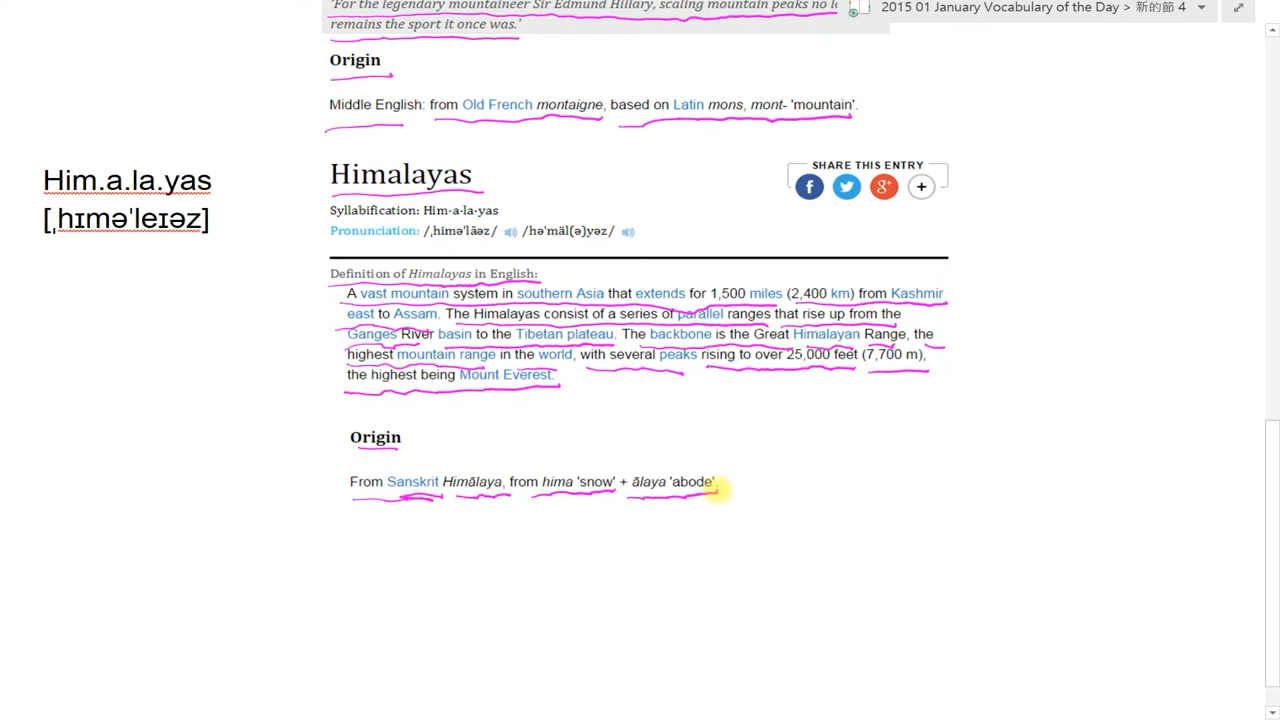 'For the legendary mountaineer Sir Edmund Hillary, scaling mountain peaks no
2015 01 January Vocabulary of the Day > 新的節 4
remains the sport it once was.'
Origin
Middle English: from Old French montaigne, based on Latin mons, mont- 'mountain'.
Him.a.la.yas
[ˌhɪməˈleɪəz]
Himalayas
SHARE THIS ENTRY
f g+ +
Syllabification: Him·a·la·yas
Pronunciation: /ˌhiməˈlāəz/ /həˈmäl(ə)yəz/
Definition of Himalayas in English:
A vast mountain system in southern Asia that extends for 1,500 miles (2,400 km) from Kashmir
east to Assam. The Himalayas consist of a series of parallel ranges that rise up from the
Ganges River basin to the Tibetan plateau. The backbone is the Great Himalayan Range, the
highest mountain range in the world, with several peaks rising to over 25,000 feet (7,700 m),
the highest being Mount Everest.
Origin
From Sanskrit Himālaya, from hima 'snow' + ālaya 'abode'.